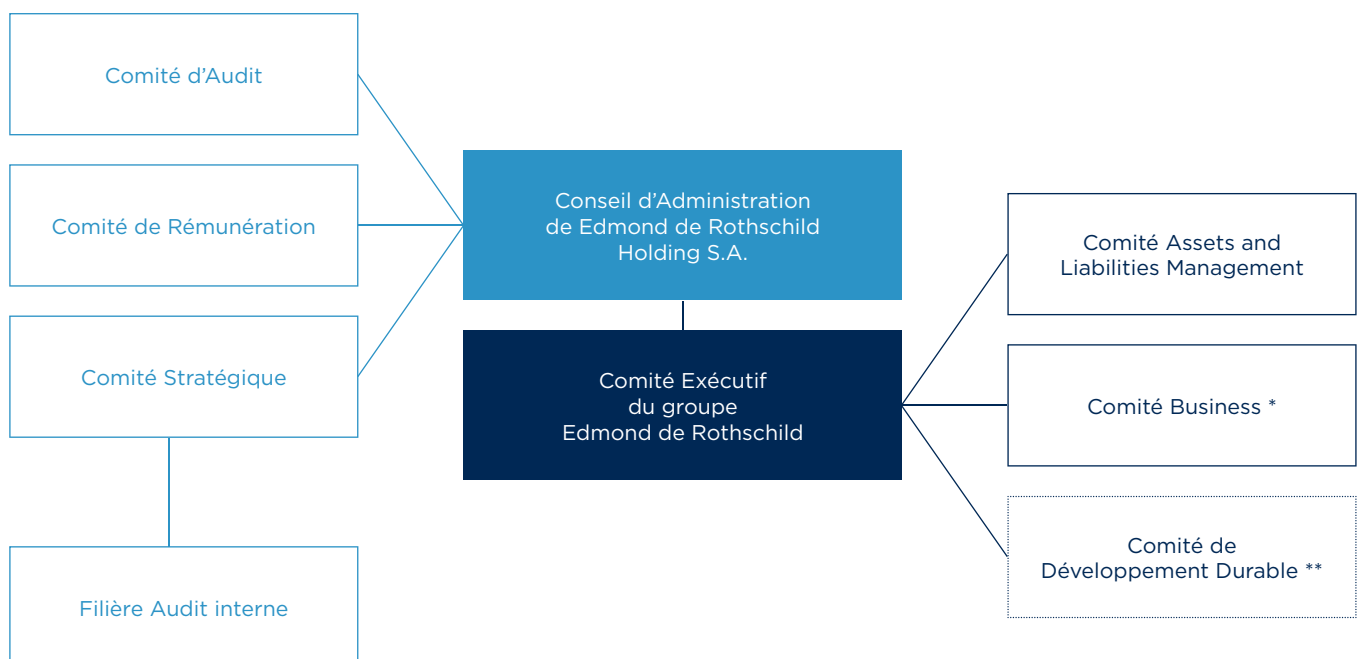 Comité d'Audit
Comité de Rémunération
Comité Stratégique
Filière Audit interne
Conseil d'Administration
de Edmond de Rothschild
Holding S.A.
Comité Exécutif
du groupe
Edmond de Rothschild
Comité Assets and
Liabilities Management
Comité Business *
Comité de
Développement Durable **